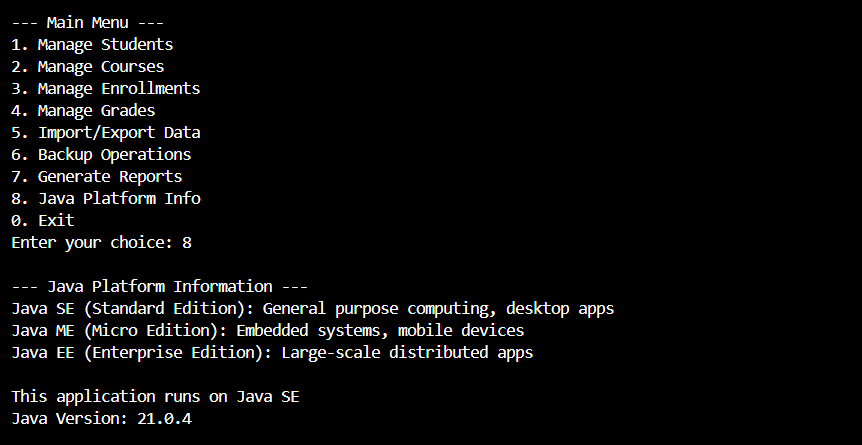 --- Main Menu ---
1. Manage Students
2. Manage Courses
3. Manage Enrollments
4. Manage Grades
5. Import/Export Data
6. Backup Operations
7. Generate Reports
8. Java Platform Info
0. Exit
Enter your choice: 8
--- Java Platform Information ---
Java SE (Standard Edition): General purpose computing, desktop apps
Java ME (Micro Edition): Embedded systems, mobile devices
Java EE (Enterprise Edition): Large-scale distributed apps
This application runs on Java SE
Java Version: 21.0.4